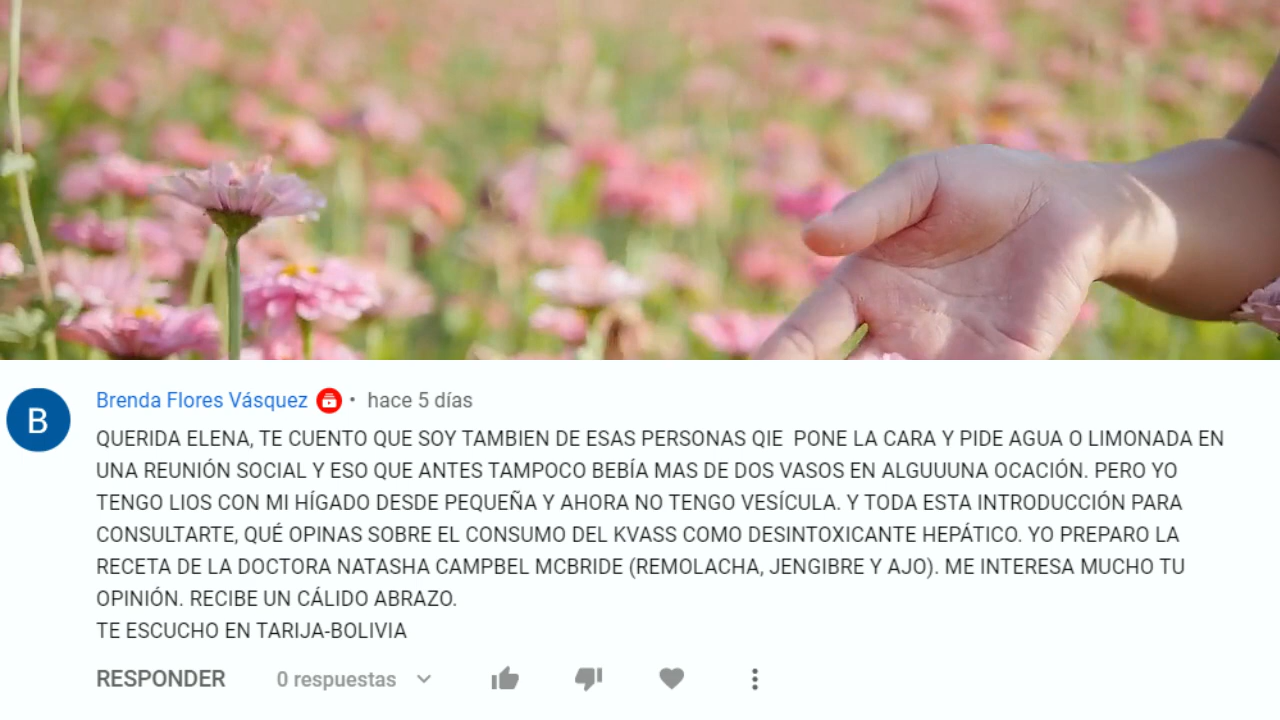 B
Brenda Flores Vásquez • hace 5 días
QUERIDA ELENA, TE CUENTO QUE SOY TAMBIEN DE ESAS PERSONAS QIE PONE LA CARA Y PIDE AGUA O LIMONADA EN
UNA REUNIÓN SOCIAL Y ESO QUE ANTES TAMPOCO BEBÍA MAS DE DOS VASOS EN ALGUUUNA OCACIÓN. PERO YO
TENGO LIOS CON MI HÍGADO DESDE PEQUEÑA Y AHORA NO TENGO VESÍCULA. Y TODA ESTA INTRODUCCIÓN PARA
CONSULTARTE, QUÉ OPINAS SOBRE EL CONSUMO DEL KVASS COMO DESINTOXICANTE HEPÁTICO. YO PREPARO LA
RECETA DE LA DOCTORA NATASHA CAMPBEL MCBRIDE (REMOLACHA, JENGIBRE Y AJO). ME INTERESA MUCHO TU
OPINIÓN. RECIBE UN CÁLIDO ABRAZO.
TE ESCUCHO EN TARIJA-BOLIVIA
RESPONDER 0 respuestas